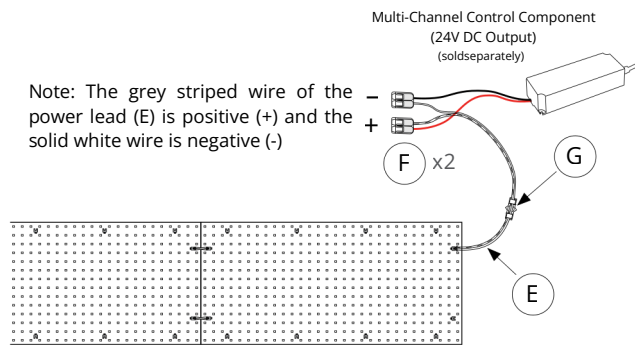 Multi-Channel Control Component
(24V DC Output)
(soldseparately)
Note: The grey striped wire of the
power lead (E) is positive (+) and the
solid white wire is negative (-)
–
+
F x2
G
E